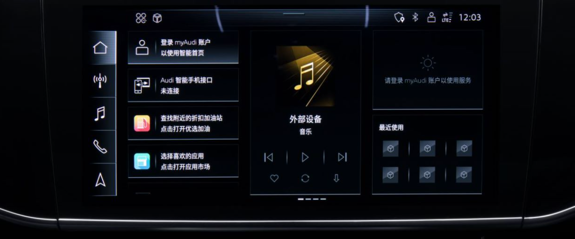 12:03
登录 myAudi 账户
以使用智能首页
Audi 智能手机接口
未连接
查找附近的折扣加油站
点击打开优选加油
选择喜欢的应用
点击打开应用市场
外部设备
音乐
请登录 myAudi 账户以使用服务
最近使用